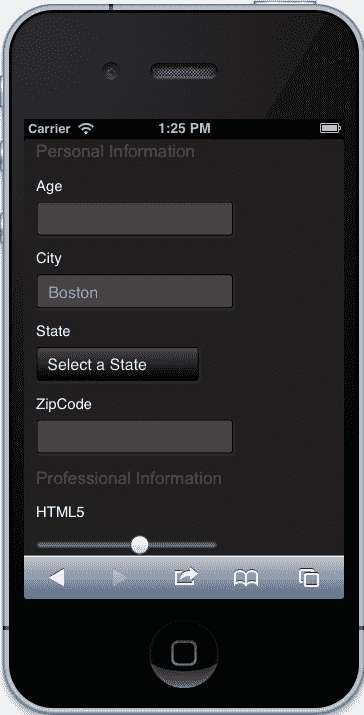 Carrier 1:25 PM
Personal Information
Age
City
Boston
State
Select a State
ZipCode
Professional Information
HTML5